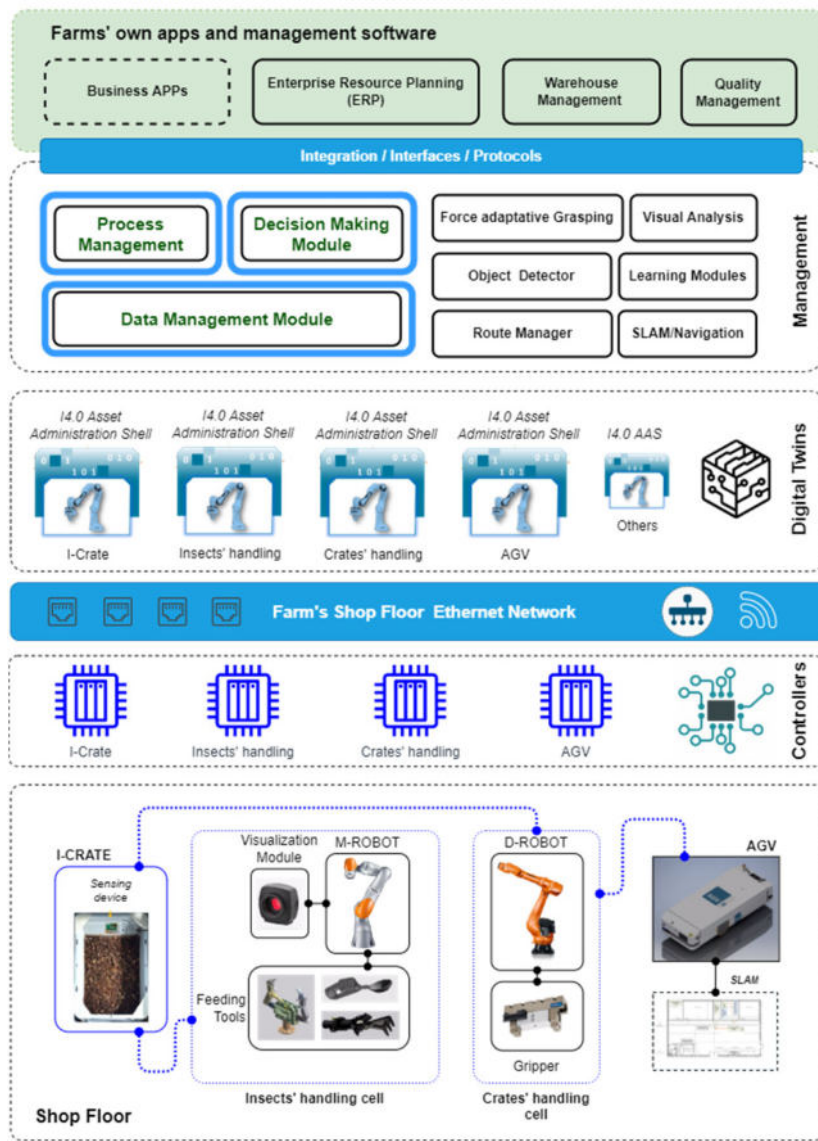 Farms' own apps and management software
Business APPs
Enterprise Resource Planning
(ERP)
Warehouse
Management
Quality
Management
Integration / Interfaces / Protocols
Process
Management
Decision Making
Module
Data Management Module
Force adaptative Grasping
Visual Analysis
Object Detector
Learning Modules
Route Manager
SLAM/Navigation
Management
I4.0 Asset
Administration Shell
I4.0 Asset
Administration Shell
I4.0 Asset
Administration Shell
I4.0 Asset
Administration Shell
I4.0 AAS
I-Crate
Insects' handling
Crates' handling
AGV
Others
Digital Twins
Farm's Shop Floor Ethernet Network
I-Crate
Insects' handling
Crates' handling
AGV
Controllers
I-CRATE
Sensing
device
Visualization
Module
M-ROBOT
Feeding
Tools
Insects' handling cell
D-ROBOT
Gripper
Crates' handling
cell
AGV
SLAM
Shop Floor